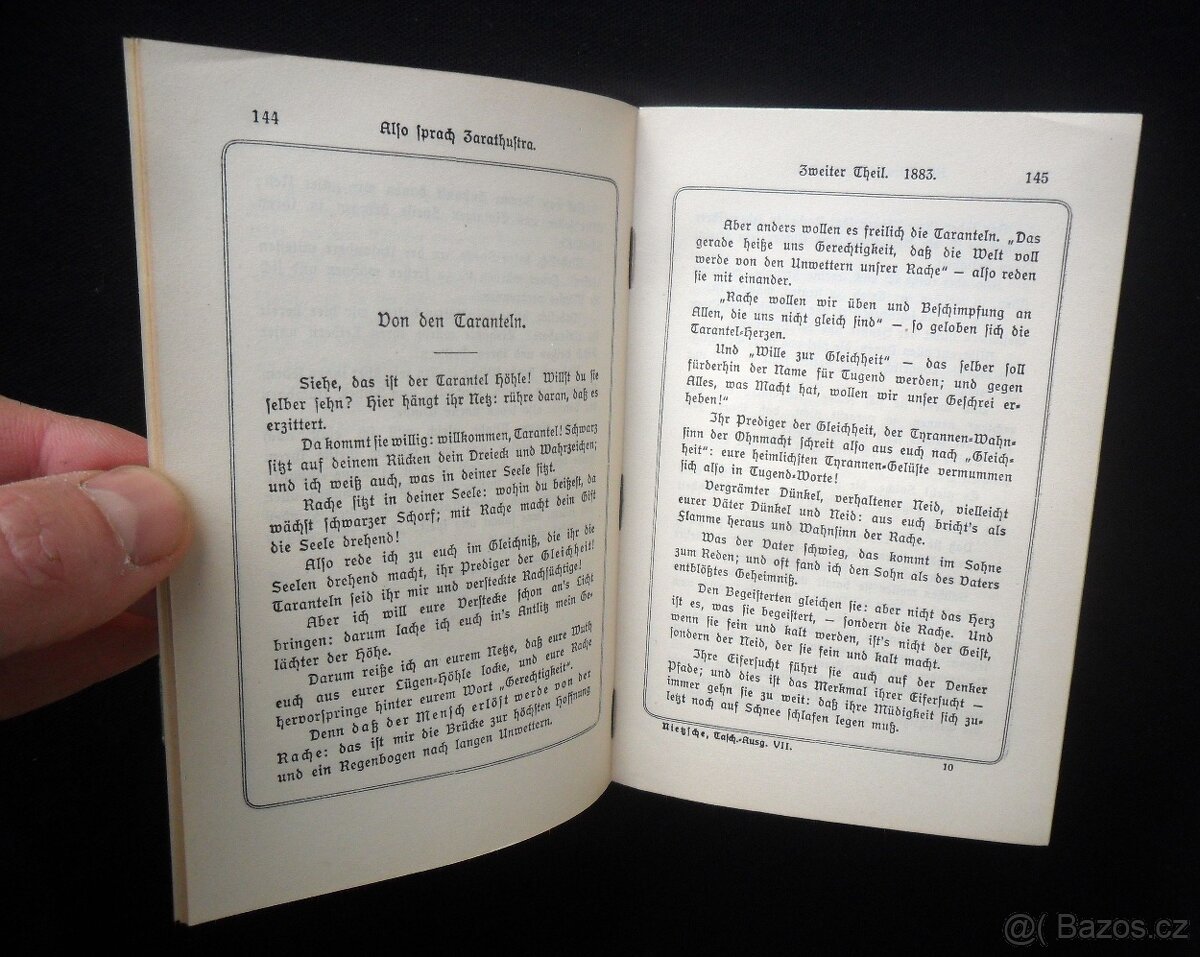 144
Also sprach Zarathustra.
Von den Taranteln.
Siehe, das ist der Tarantel Höhle! Willst du sie
selber sehn? Hier hängt ihr Netz: rühre daran, daß es
erzittert.
Da kommt sie willig: willkommen, Tarantel! Schwarz
sitzt auf deinem Rücken dein Dreieck und Wahrzeichen;
und ich weiß auch, was in deiner Seele sitzt.
Rache sitzt in deiner Seele: wohin du beißest, da
wächst schwarzer Schorf; mit Rache macht dein Gift
die Seele drehend!
Also rede ich zu euch im Gleichniß, die ihr die
Seelen drehend macht, ihr Prediger der Gleichheit!
Taranteln seid ihr mir und versteckte Rachsüchtige!
Aber ich will eure Verstecke schon an's Licht
bringen: darum lache ich euch in's Antlitz mein Ge-
lächter der Höhe.
Darum reiße ich an eurem Netze, daß eure Wuth
euch aus eurer Lügen-Höhle locke, und eure Rache
hervorspringe hinter eurem Wort „Gerechtigkeit".
Denn daß der Mensch erlöst werde von der
Rache: das ist mir die Brücke zur höchsten Hoffnung
und ein Regenbogen nach langen Unwettern.
Zweiter Theil. 1883.
145
Aber anders wollen es freilich die Taranteln. „Das
gerade heiße uns Gerechtigkeit, daß die Welt voll
werde von den Unwettern unsrer Rache" — also reden
sie mit einander.
„Rache wollen wir üben und Beschimpfung an
Allen, die uns nicht gleich sind" — so geloben sich die
Tarantel-Herzen.
Und „Wille zur Gleichheit" — das selber soll
fürderhin der Name für Tugend werden; und gegen
Alles, was Macht hat, wollen wir unser Geschrei er-
heben!"
Ihr Prediger der Gleichheit, der Tyrannen-Wahn-
sinn der Ohnmacht schreit also aus euch nach „Gleich-
heit": eure heimlichsten Tyrannen-Gelüste vermummen
sich also in Tugend-Worte!
Vergrämter Dünkel, verhaltener Neid, vielleicht
eurer Väter Dünkel und Neid: aus euch bricht's als
Flamme heraus und Wahnsinn der Rache.
Was der Vater schwieg, das kommt im Sohne
zum Reden; und oft fand ich den Sohn als des Vaters
entblößtes Geheimniß.
Den Begeisterten gleichen sie: aber nicht das Herz
ist es, was sie begeistert, — sondern die Rache. Und
wenn sie fein und kalt werden, ist's nicht der Geist,
sondern der Neid, der sie fein und kalt macht.
Ihre Eifersucht führt sie auch auf der Denker
Pfade; und dies ist das Merkmal ihrer Eifersucht —
immer gehn sie zu weit: daß ihre Müdigkeit sich zu-
letzt noch auf Schnee schlafen legen muß.
Nietzsche, Tasch.-Ausg. VII.
10
@( Bazos.cz